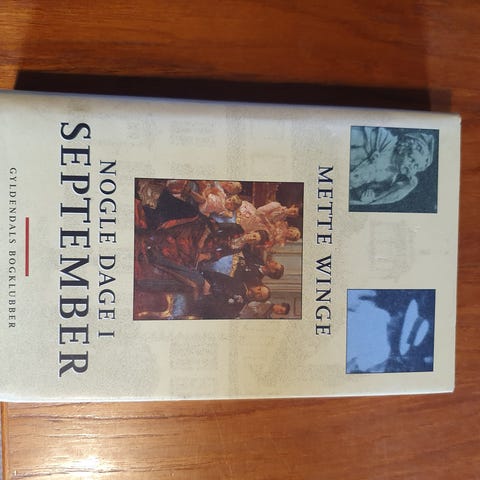 METTE WINGE
NOGLE DAGE I
SEPTEMBER
GYLDENDALS BOGKLUBBER